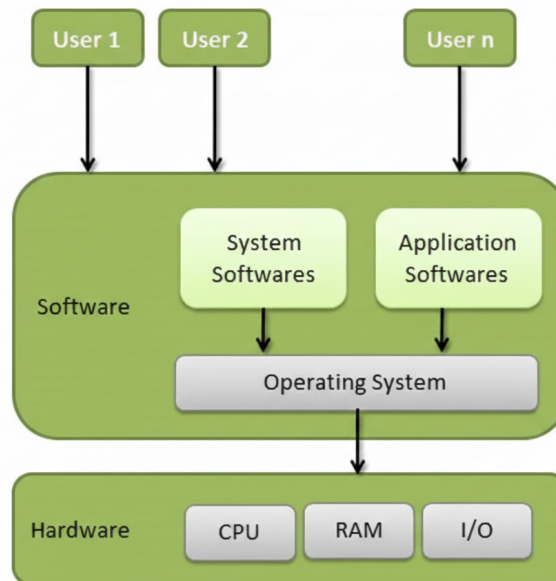 User 1
User 2
User n
System
Softwares
Application
Softwares
Software
Operating System
Hardware
CPU
RAM
I/O